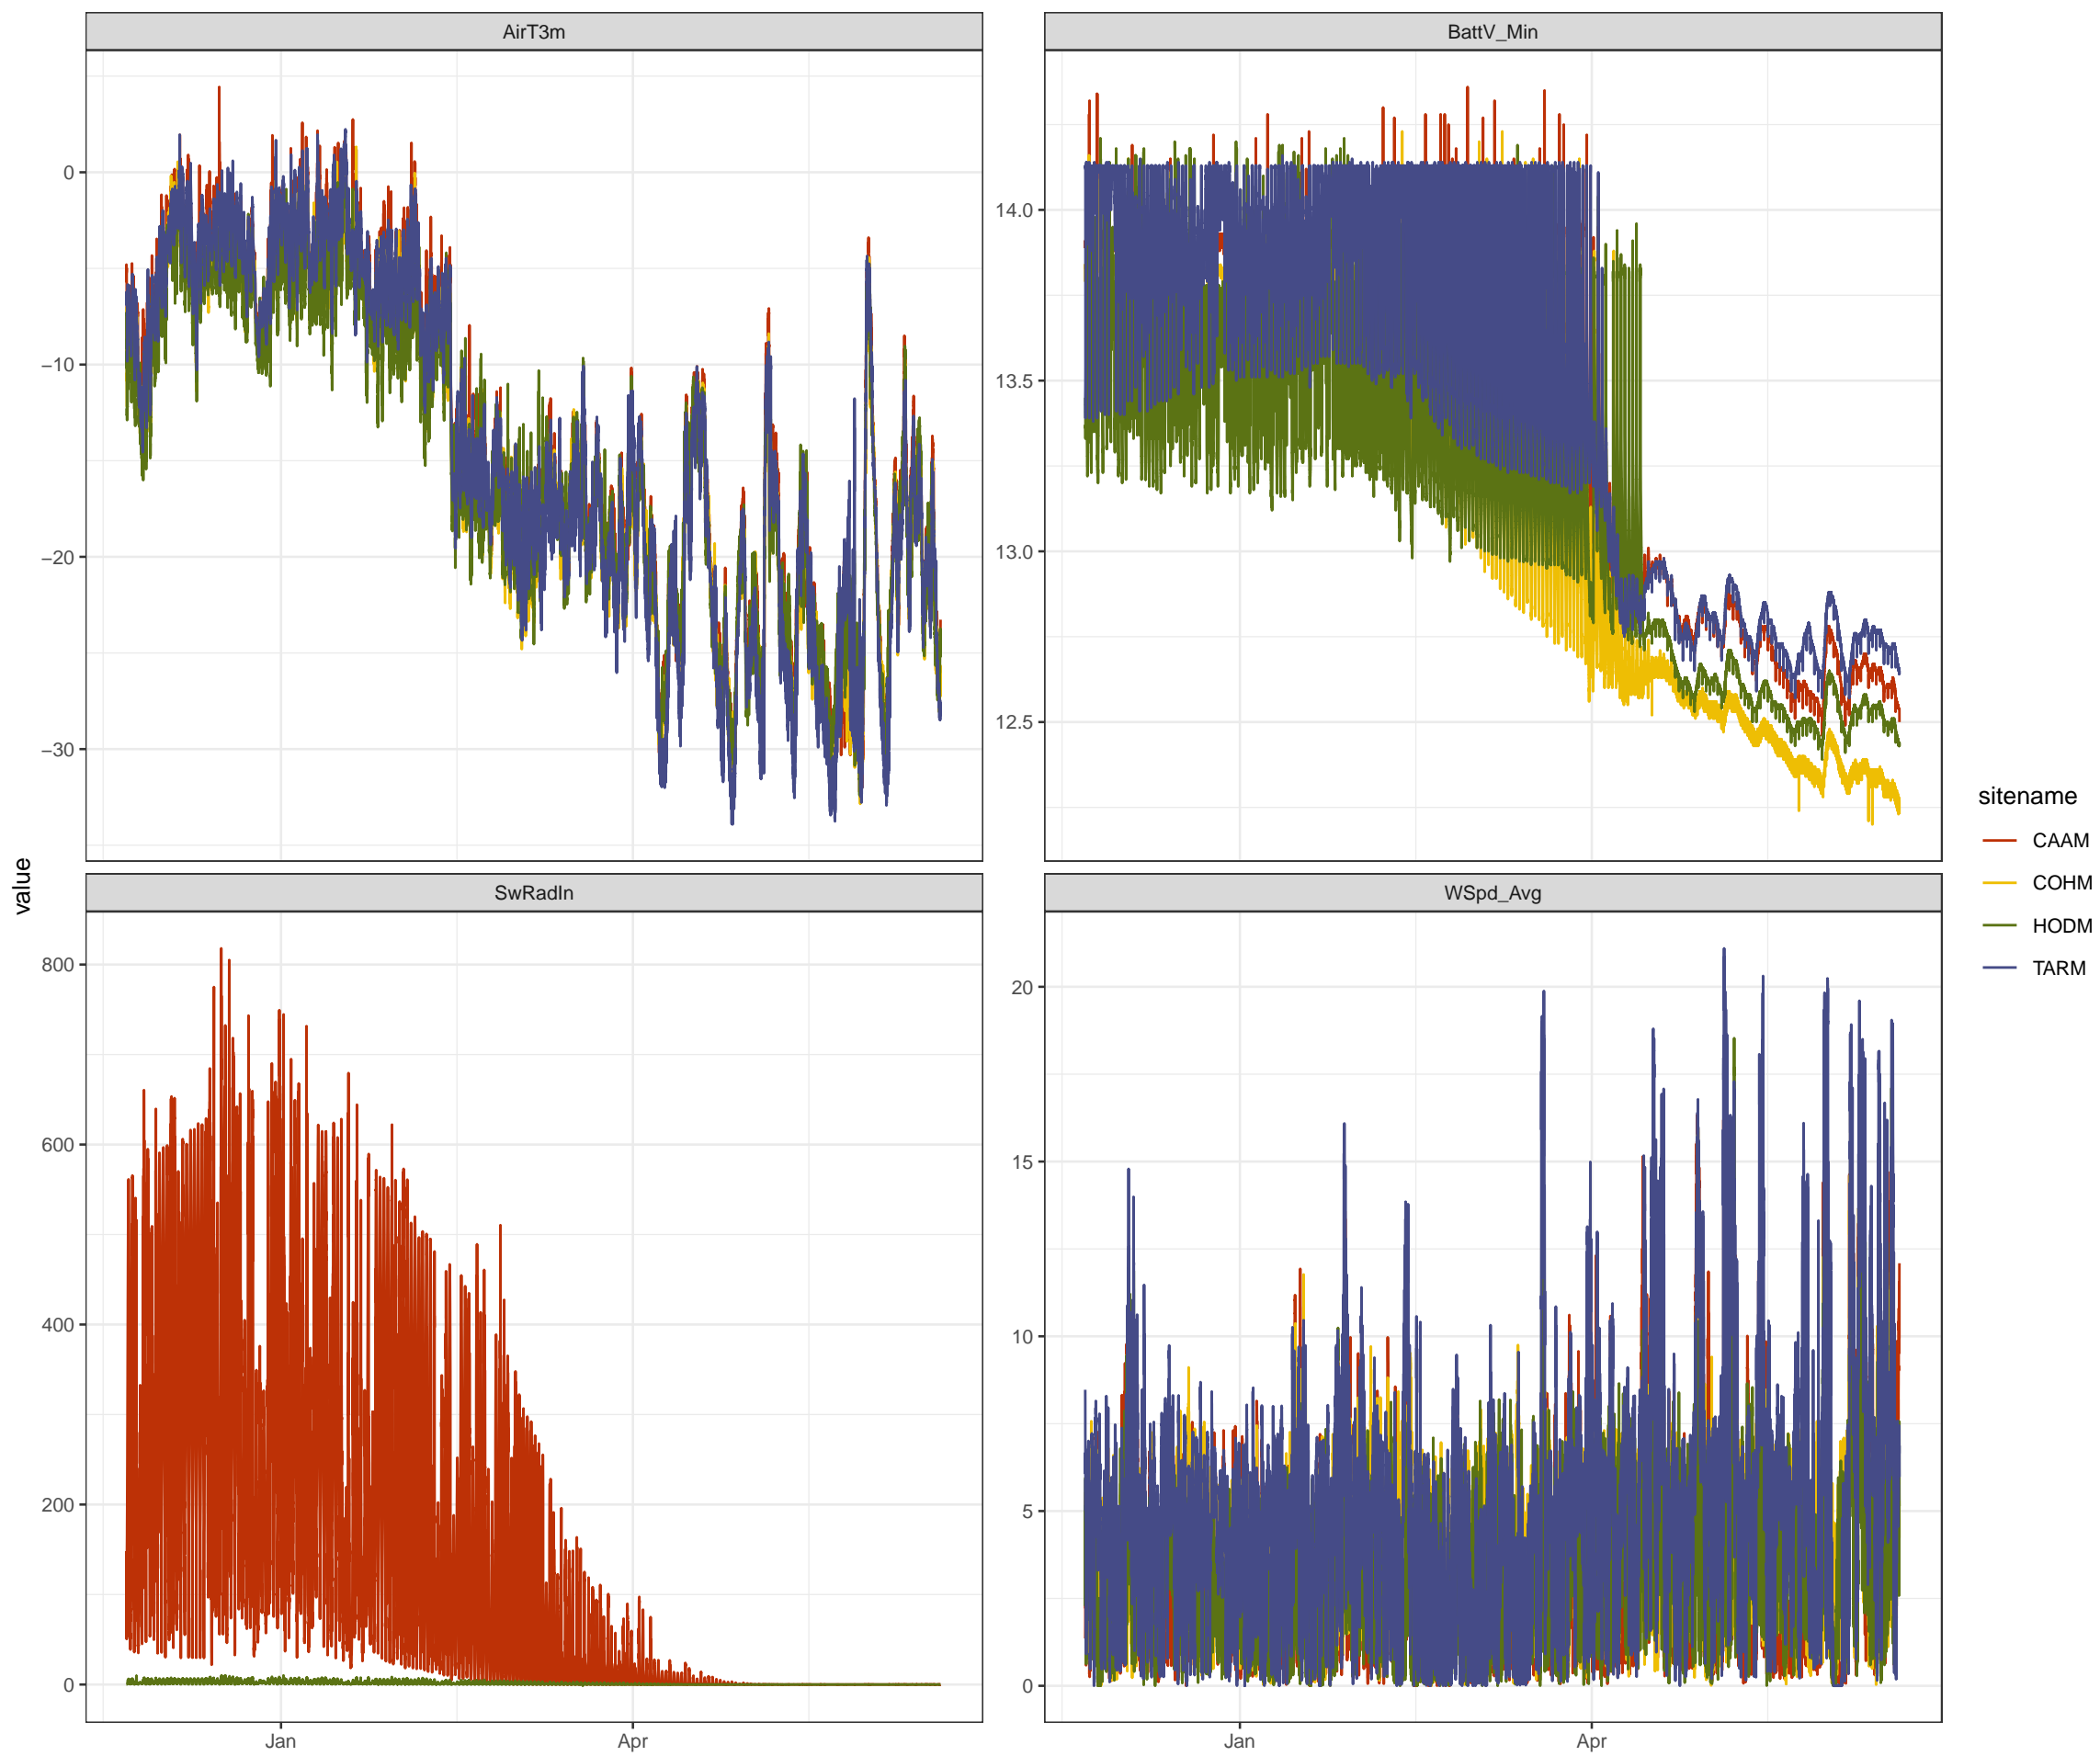 AirT3m
BattV_Min
0
−10
−20
−30
14.0
13.5
13.0
12.5
value
SwRadIn
WSpd_Avg
800
600
400
200
0
20
15
10
5
0
Jan
Apr
Jan
Apr
sitename
CAAM
COHM
HODM
TARM